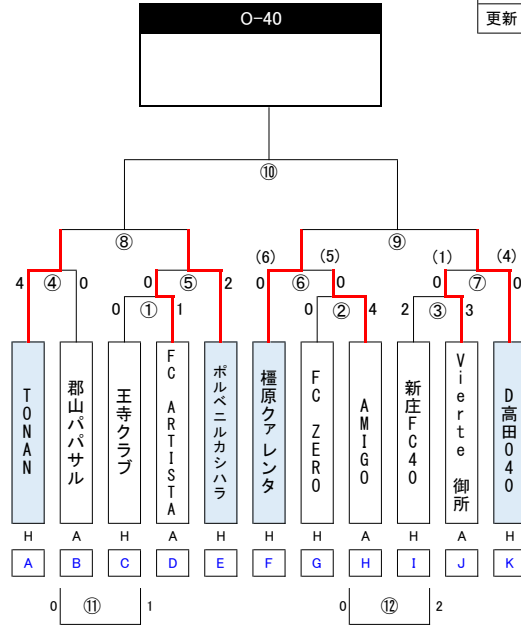 O-40
更新
⑩
⑧
⑨
(6)
(5)
(1)
(4)
4
④
0
0
⑤
2
0
⑥
0
0
⑦
0
0
①
1
0
②
4
2
③
3
TONAN
郡山パパサル
王寺クラブ
FC ARTISTA
ポルベニルカシハラ
橿原クアレンタ
FC ZERO
AMIGO
新庄FC40
Vierte 御所
D高田O40
H
A
H
A
H
H
H
A
H
A
H
A
B
C
D
E
F
G
H
I
J
K
0
⑪
1
0
⑫
2